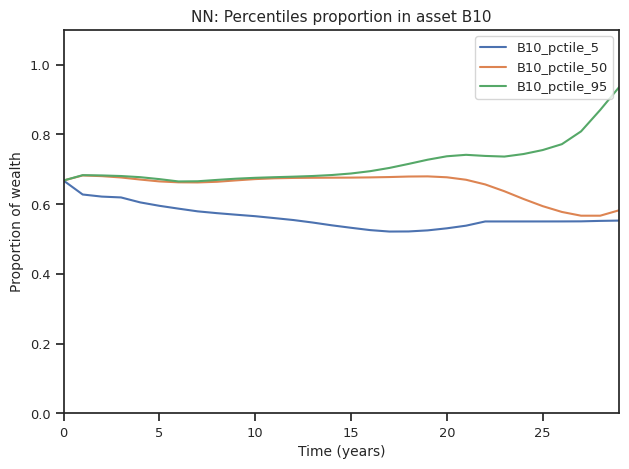 NN: Percentiles proportion in asset B10
B10_pctile_5
B10_pctile_50
B10_pctile_95
Proportion of wealth
1.0
0.8
0.6
0.4
0.2
0.0
0 5 10 15 20 25
Time (years)